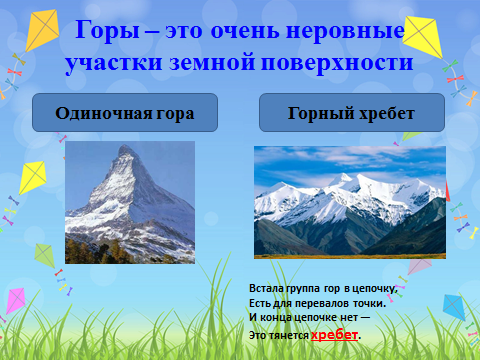 Горы – это очень неровные
участки земной поверхности
Одиночная гора
Горный хребет
Встала группа гор в цепочку,
Есть для перевалов точки.
И конца цепочке нет —
Это тянется хребет.